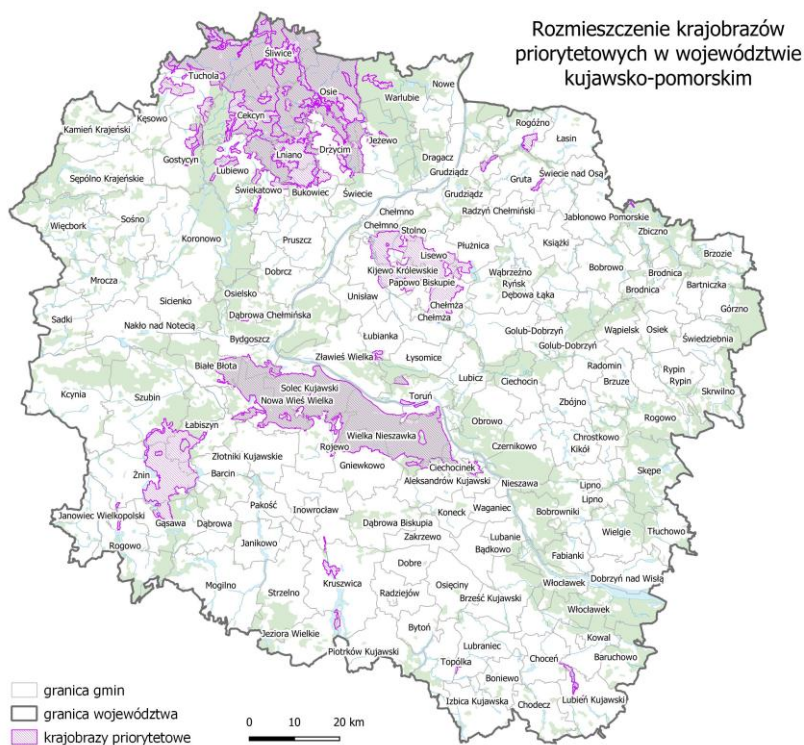 Rozmieszczenie krajobrazów
priorytetowych w województwie
kujawsko-pomorskim
Śliwice
Tuchola
Osie
Nowe
Warlubie
Kęsowo
Cekcyn
Kamień Krajeński
Rogóźno
Łasin
Jeżewo
Drzycim
Lniano
Gostycyn
Dragacz
Lubiewo
Grudziądz
Gruta
Świecie nad Osą
Sępólno Krajeńskie
Świekatowo
Bukowiec
Świecie
Grudziądz
Radzyń Chełmiński
Chełmno
Sośno
Jabłonowo Pomorskie
Chełmno
Stolno
Zbiczno
Więcbork
Koronowo
Pruszcz
Płużnica
Książki
Lisewo
Brzozie
Dobrcz
Kijewo Królewskie
Wąbrzeźno
Bobrowo
Brodnica
Mrocza
Papowo Biskupie
Ryńsk
Bartniczka
Sicienko
Osielsko
Unisław
Dębowa Łąka
Brodnica
Chełmża
Górzno
Dąbrowa Chełmińska
Chełmża
Sadki
Nakło nad Notecią
Łubianka
Golub-Dobrzyń
Wąpielsk
Osiek
Bydgoszcz
Golub-Dobrzyń
Świedziebnia
Zławieś Wielka
Łysomice
Białe Błota
Radomin
Rypin
Solec Kujawski
Lubicz
Ciechocin
Brzuze
Rypin
Kcynia
Szubin
Nowa Wieś Wielka
Toruń
Zbójno
Skrwilno
Łabiszyn
Obrowo
Rogowo
Wielka Nieszawka
Chrostkowo
Złotniki Kujawskie
Rojewo
Czernikowo
Kikół
Żnin
Barcin
Gniewkowo
Ciechocinek
Skępe
Aleksandrów Kujawski
Nieszawa
Lipno
Pakość
Inowrocław
Lipno
Janowiec Wielkopolski
Koneck
Waganiec
Bobrowniki
Gąsawa
Dąbrowa
Dąbrowa Biskupia
Tłuchowo
Zakrzewo
Lubanie
Wielgie
Rogowo
Janikowo
Bądkowo
Fabianki
Dobre
Mogilno
Kruszwica
Osięciny
Włocławek
Dobrzyń nad Wisłą
Strzelno
Radziejów
Brześć Kujawski
Włocławek
Bytoń
Kowal
Jeziora Wielkie
Lubraniec
Piotrków Kujawski
Choceń
Baruchowo
Topólka
Boniewo
Izbica Kujawska
Chodecz
Lubień Kujawski
granica gmin
granica województwa
krajobrazy priorytetowe
0 10 20 km